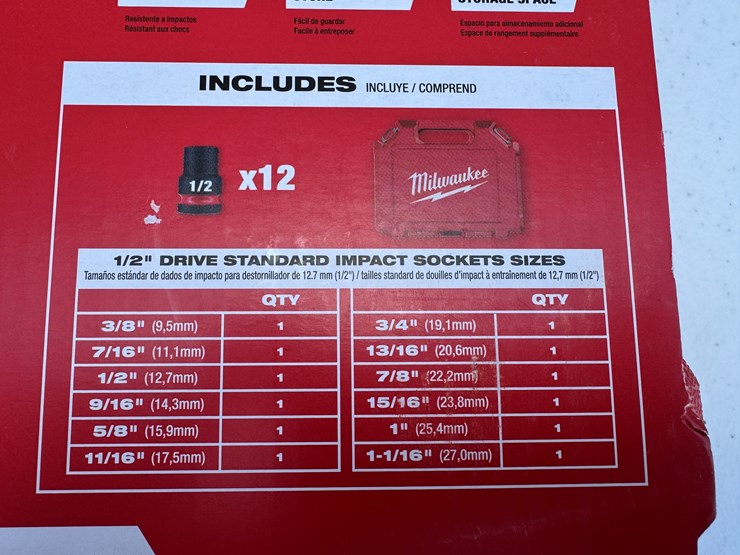 STORAGE SPACE
Resistente a impactos
Résistant aux chocs
Fácil de guardar
Facile à entreposer
Espacio para almacenamiento adicional
Espace de rangement supplémentaire
INCLUDES INCLUYE / COMPREND
1/2 x12
Milwaukee
1/2" DRIVE STANDARD IMPACT SOCKETS SIZES
Tamaños estándar de dados de impacto para destornillador de 12.7 mm (1/2") / tailles standard de douilles d'impact à entraînement de 12,7 mm (1/2")
QTY QTY
3/8" (9,5mm) 1 3/4" (19,1mm) 1
7/16" (11,1mm) 1 13/16" (20,6mm) 1
1/2" (12,7mm) 1 7/8" (22,2mm) 1
9/16" (14,3mm) 1 15/16" (23,8mm) 1
5/8" (15,9mm) 1 1" (25,4mm) 1
11/16" (17,5mm) 1 1-1/16" (27,0mm) 1